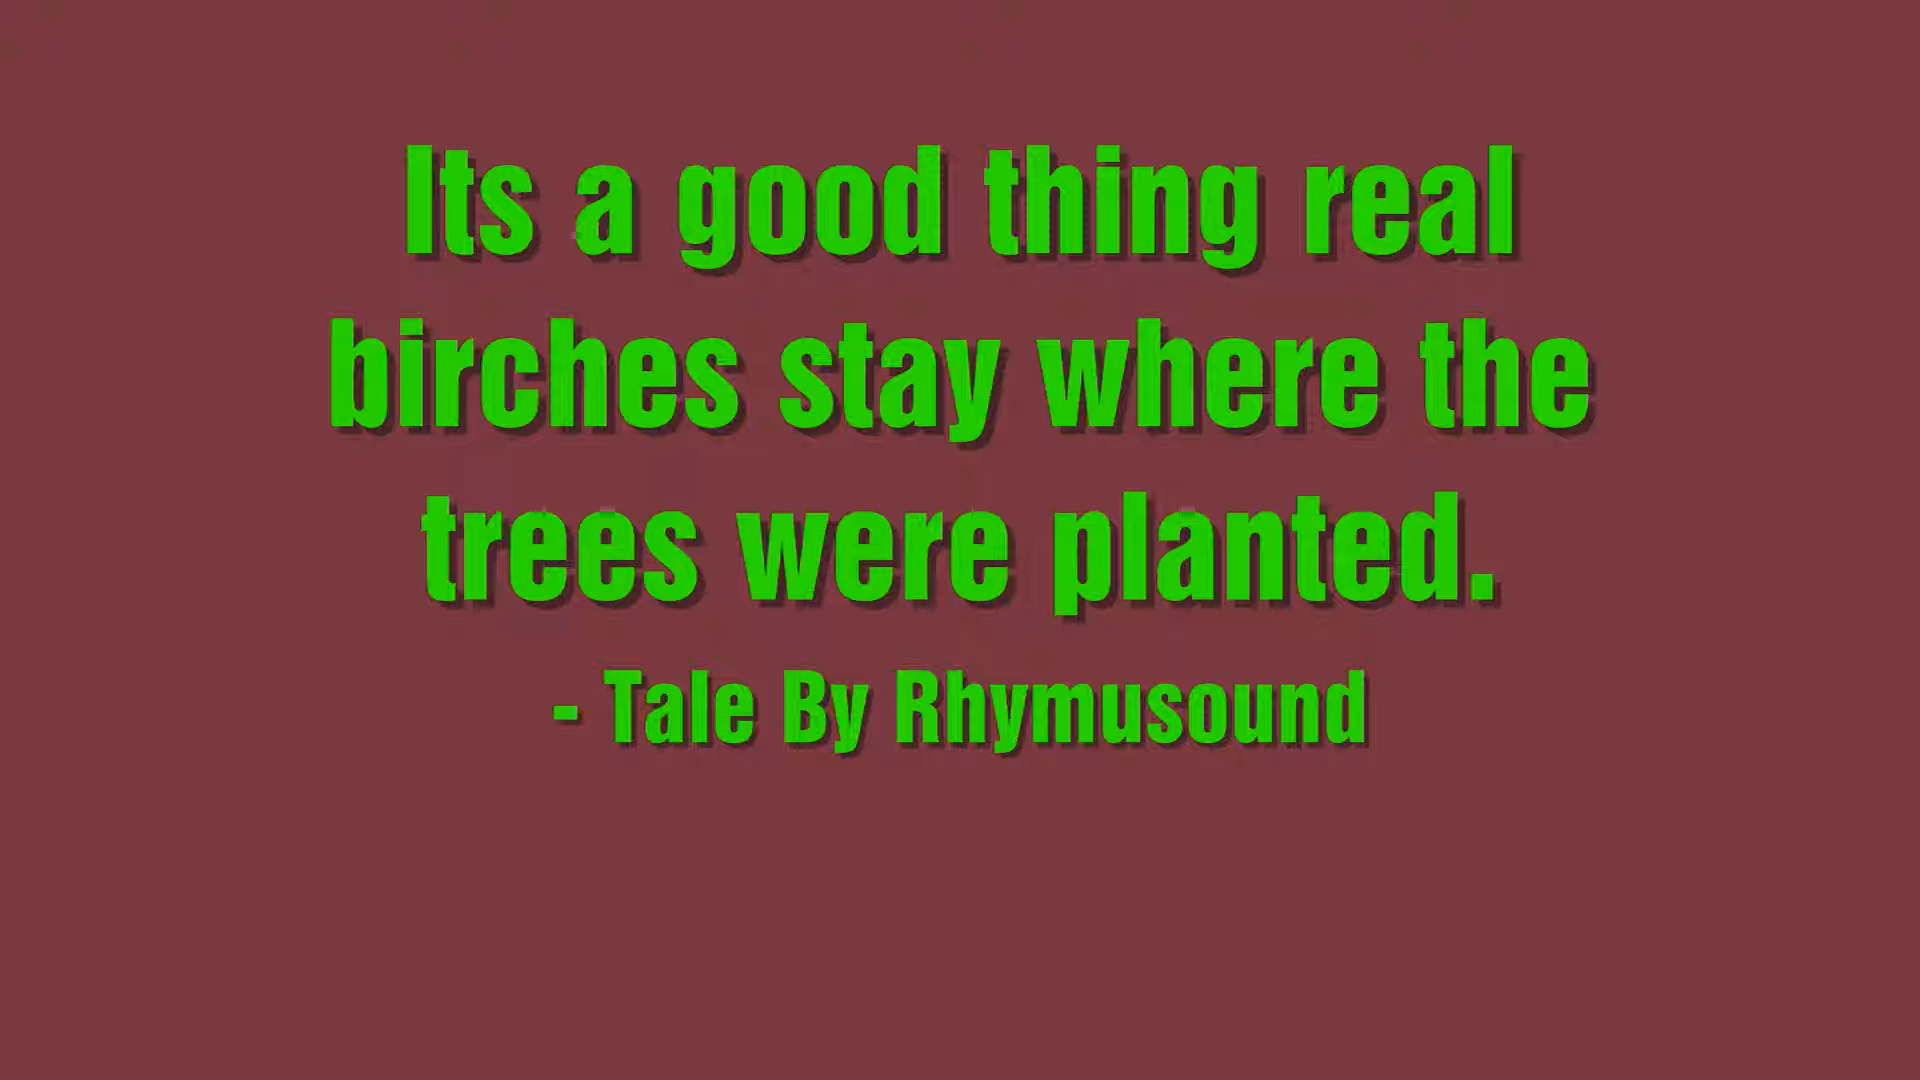 Its a good thing real
birches stay where the
trees were planted.
- Tale By Rhymusound